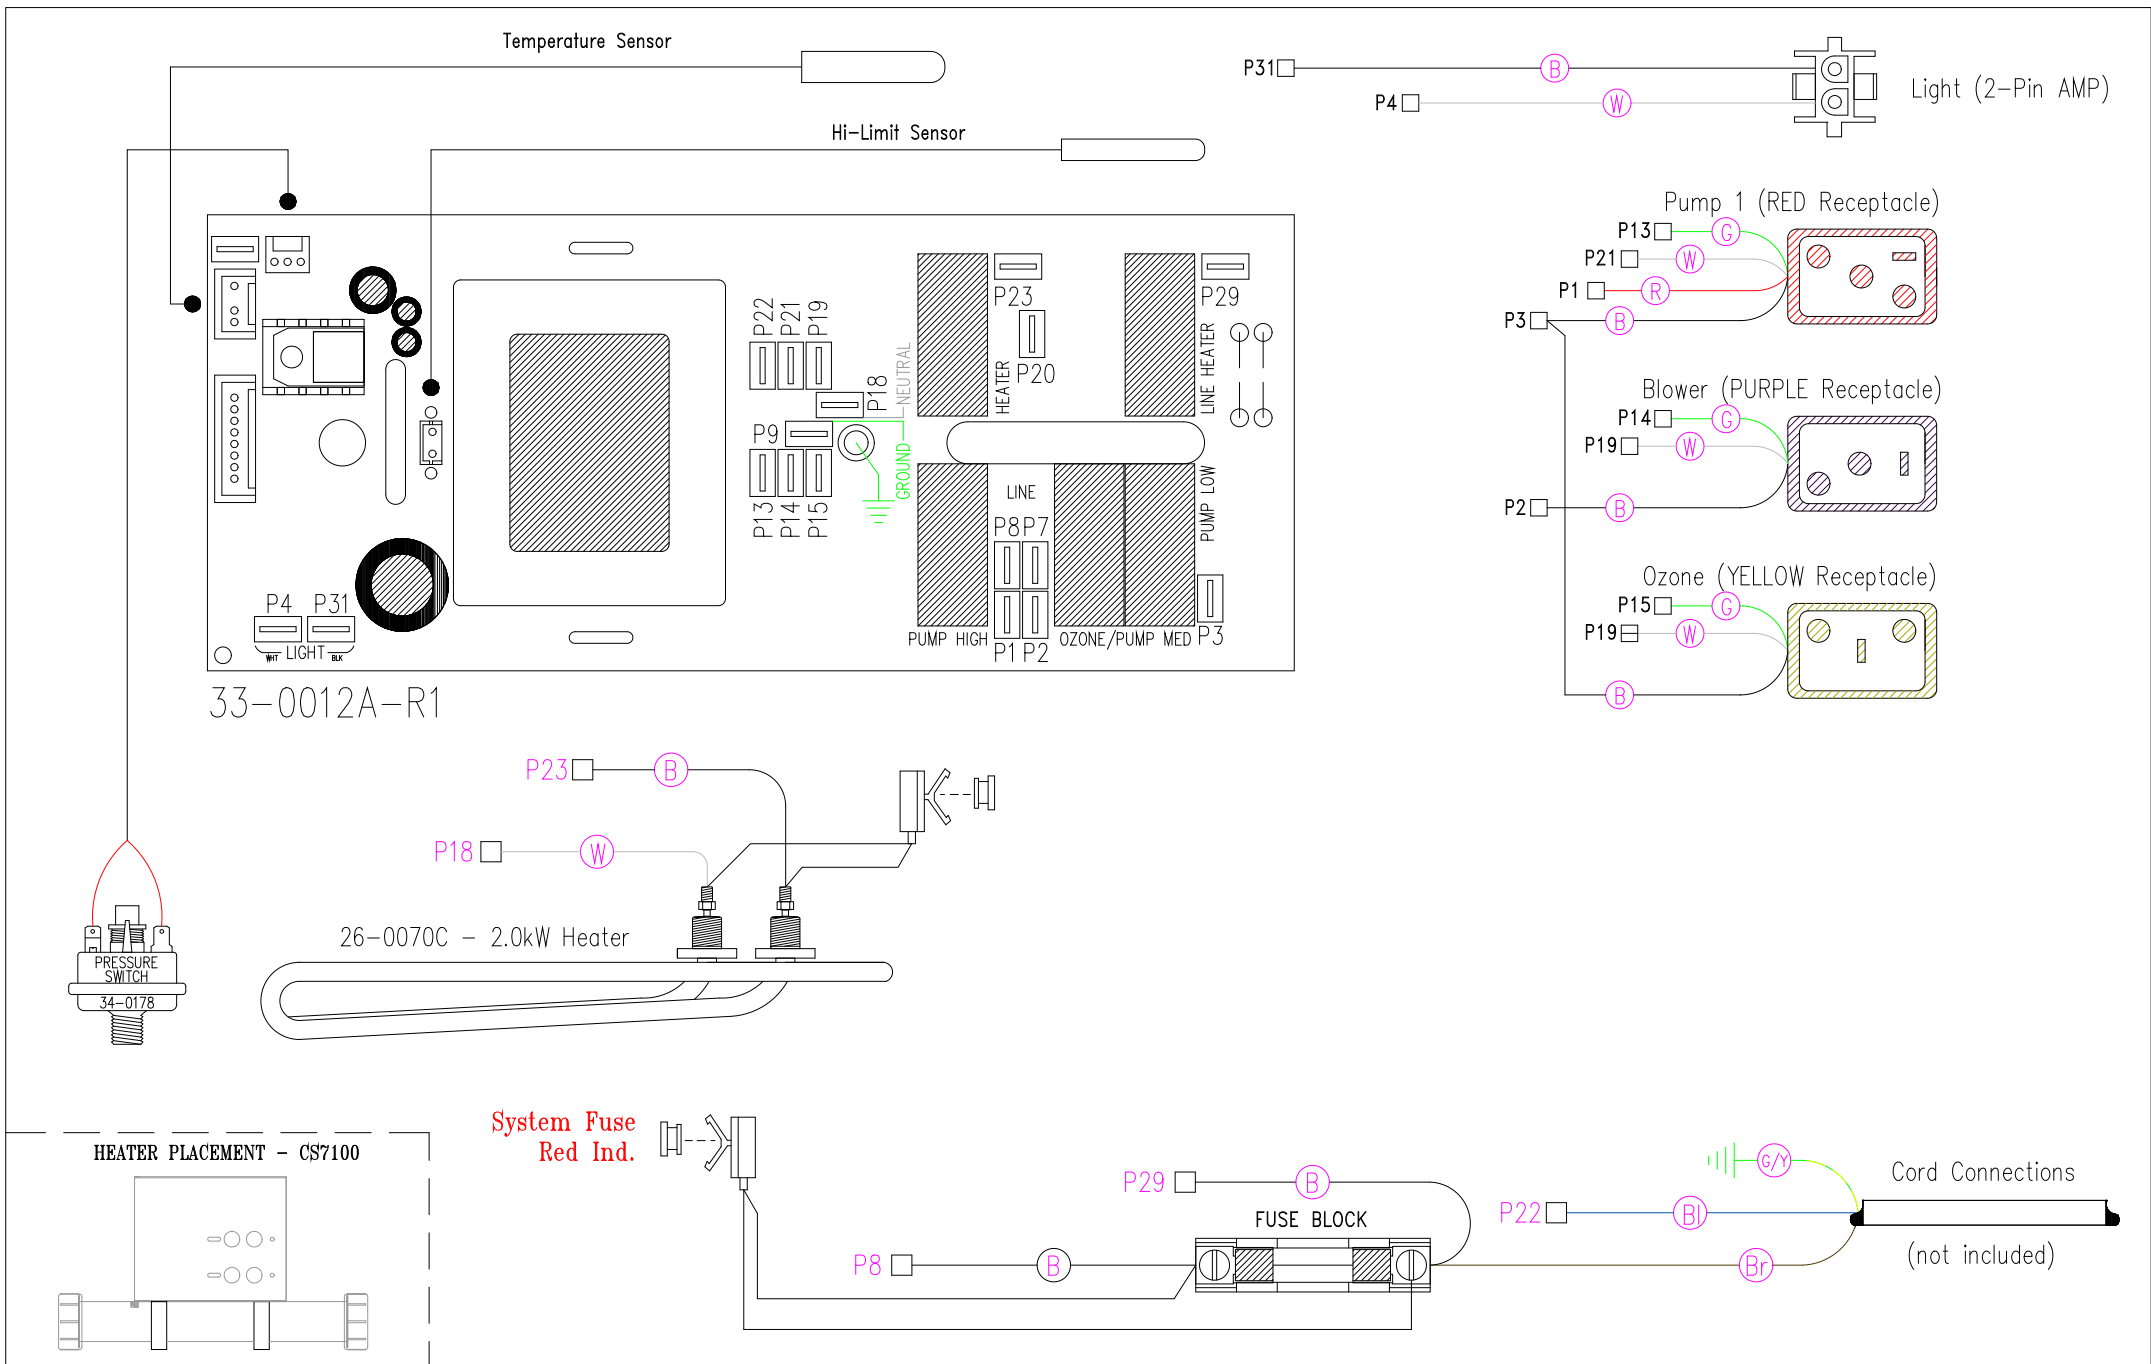 Temperature Sensor
Hi-Limit Sensor
P31
B
P4
W
Light (2-Pin AMP)
Pump 1 (RED Receptacle)
P13
G
P21
W
P1
R
P3
B
Blower (PURPLE Receptacle)
P14
G
P19
W
P2
B
Ozone (YELLOW Receptacle)
P15
G
P19
W
B
P22
P21
P19
P18
NEUTRAL
P9
GROUND
P13
P14
P15
P23
P20
HEATER
P29
LINE HEATER
LINE
P8
P7
PUMP LOW
P3
PUMP HIGH
P1
P2
OZONE/PUMP MED
P4
P31
WHT
LIGHT
BLK
33-0012A-R1
P23
B
P18
W
26-0070C - 2.0kW Heater
PRESSURE
SWITCH
34-0178
HEATER PLACEMENT - CS7100
System Fuse
Red Ind.
P29
B
FUSE BLOCK
P8
B
G/Y
P22
Bl
Br
Cord Connections
(not included)